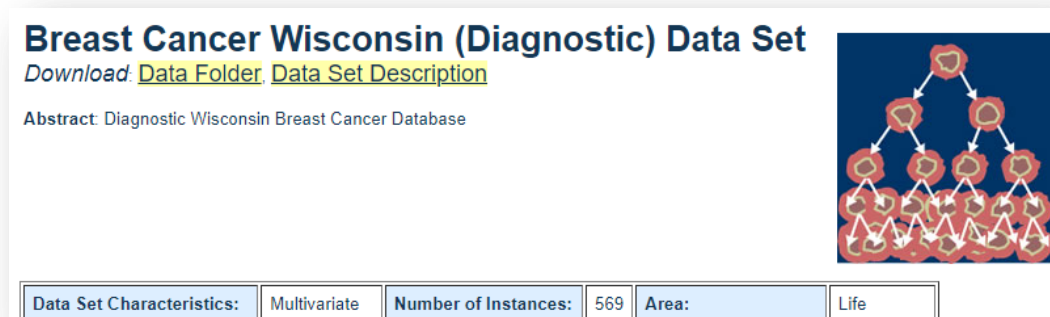 Breast Cancer Wisconsin (Diagnostic) Data Set
Download: Data Folder, Data Set Description
Abstract: Diagnostic Wisconsin Breast Cancer Database
Data Set Characteristics: Multivariate Number of Instances: 569 Area: Life